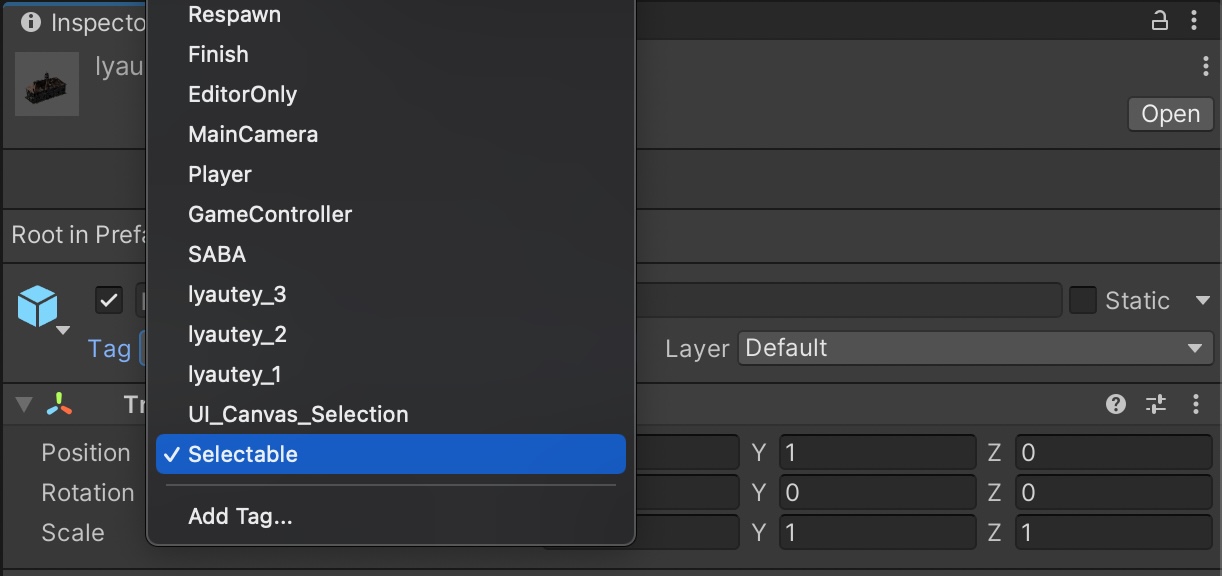 Inspecto
lyau
Open
Root in Prefa
Static
Tag
Layer Default
Tr
Position Y 1 Z 0
Rotation Y 0 Z 0
Scale Y 1 Z 1
Respawn
Finish
EditorOnly
MainCamera
Player
GameController
SABA
lyautey_3
lyautey_2
lyautey_1
UI_Canvas_Selection
Selectable
Add Tag...